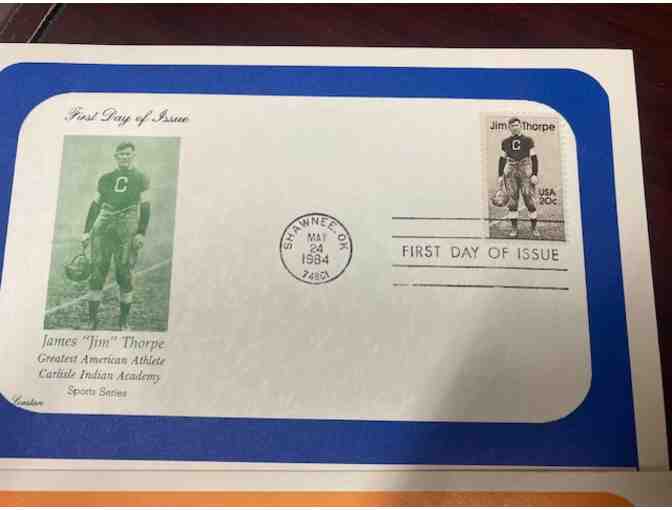 First Day of Issue
C
James "Jim" Thorpe
Greatest American Athlete
Carlisle Indian Academy
Sports Series
SHAWNEE, OK
MAY
24
1984
74801
Jim Thorpe
C
USA
20c
FIRST DAY OF ISSUE